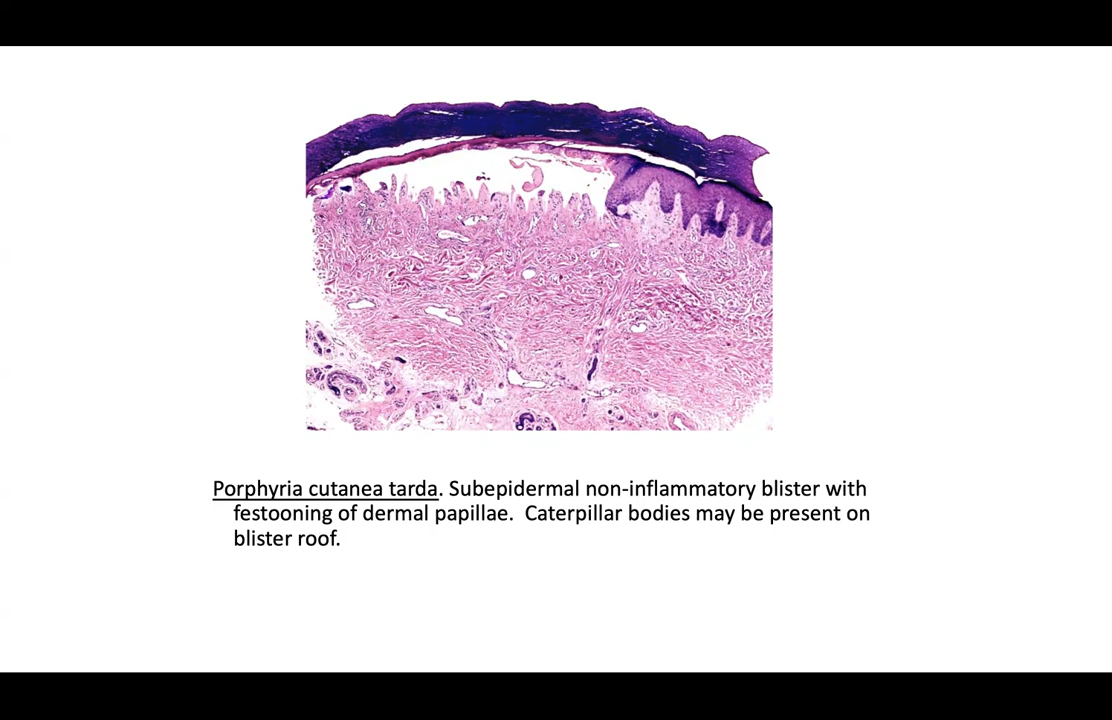 Porphyria cutanea tarda. Subepidermal non-inflammatory blister with
festooning of dermal papillae.  Caterpillar bodies may be present on
blister roof.